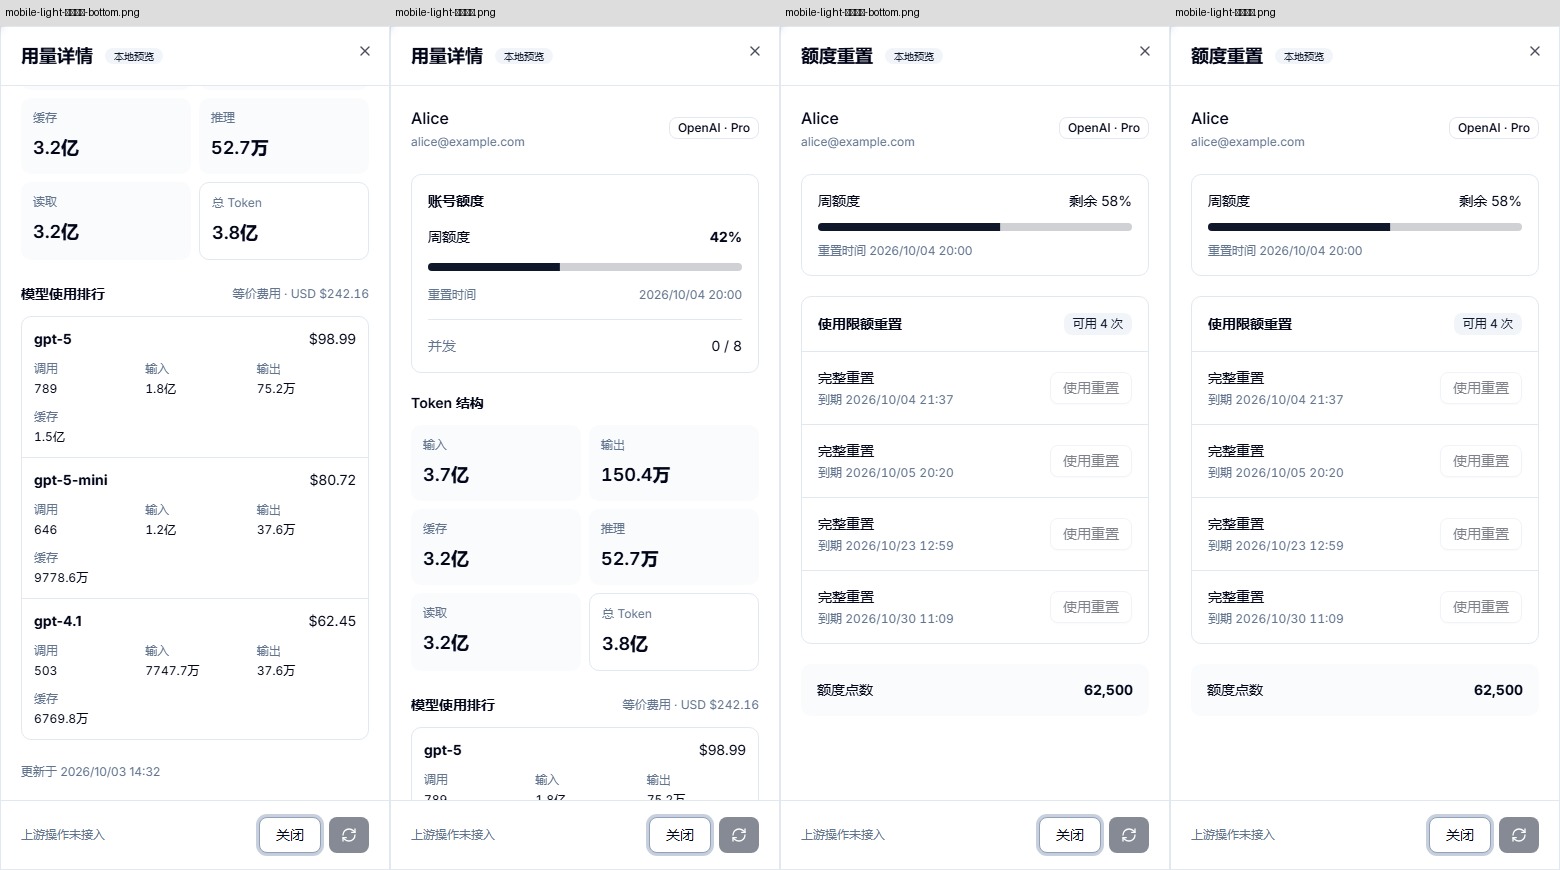 mobile-light--bottom.png
用量详情 本地预览
缓存 推理
3.2亿 52.7万
读取 总 Token
3.2亿 3.8亿
模型使用排行 等价费用 · USD $242.16
gpt-5 $98.99
调用 输入 输出
789 1.8亿 75.2万
缓存
1.5亿
gpt-5-mini $80.72
调用 输入 输出
646 1.2亿 37.6万
缓存
9778.6万
gpt-4.1 $62.45
调用 输入 输出
503 7747.7万 37.6万
缓存
6769.8万
更新于 2026/10/03 14:32
上游操作未接入 关闭
mobile-light-.png
用量详情 本地预览
Alice
alice@example.com
OpenAI · Pro
账号额度
周额度 42%
重置时间 2026/10/04 20:00
并发 0 / 8
Token 结构
输入 输出
3.7亿 150.4万
缓存 推理
3.2亿 52.7万
读取 总 Token
3.2亿 3.8亿
模型使用排行 等价费用 · USD $242.16
gpt-5 $98.99
调用 输入 输出
789 1.8亿 75.2万
上游操作未接入 关闭
mobile-light--bottom.png
额度重置 本地预览
Alice
alice@example.com
OpenAI · Pro
周额度 剩余 58%
重置时间 2026/10/04 20:00
使用限额重置 可用 4 次
完整重置
到期 2026/10/04 21:37
使用重置
完整重置
到期 2026/10/05 20:20
使用重置
完整重置
到期 2026/10/23 12:59
使用重置
完整重置
到期 2026/10/30 11:09
使用重置
额度点数 62,500
上游操作未接入 关闭
mobile-light-.png
额度重置 本地预览
Alice
alice@example.com
OpenAI · Pro
周额度 剩余 58%
重置时间 2026/10/04 20:00
使用限额重置 可用 4 次
完整重置
到期 2026/10/04 21:37
使用重置
完整重置
到期 2026/10/05 20:20
使用重置
完整重置
到期 2026/10/23 12:59
使用重置
完整重置
到期 2026/10/30 11:09
使用重置
额度点数 62,500
上游操作未接入 关闭